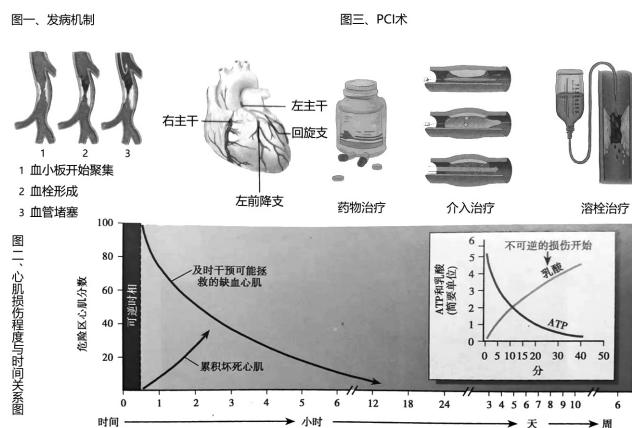 图一、发病机制
图三、PCI术
左主干
右主干
回旋支
左前降支
1 2 3
1 血小板开始聚集
2 血栓形成
3 血管堵塞
药物治疗
介入治疗
溶栓治疗
图二、心肌损伤程度与时间关系图
危险区心肌分数
100
80
60
40
20
可逆时相
及时干预可能拯
救的缺血心肌
累积坏死心肌
0 1 2 3 4 5 6 12 18 24 3 4 5 6 7 8 9 10 6
时间 小时 天 周
不可逆的损伤开始
乳酸
ATP
ATP和乳酸
(简要单位)
6
5
4
3
2
1
0
0 5 10 15 20 30 40 50
分